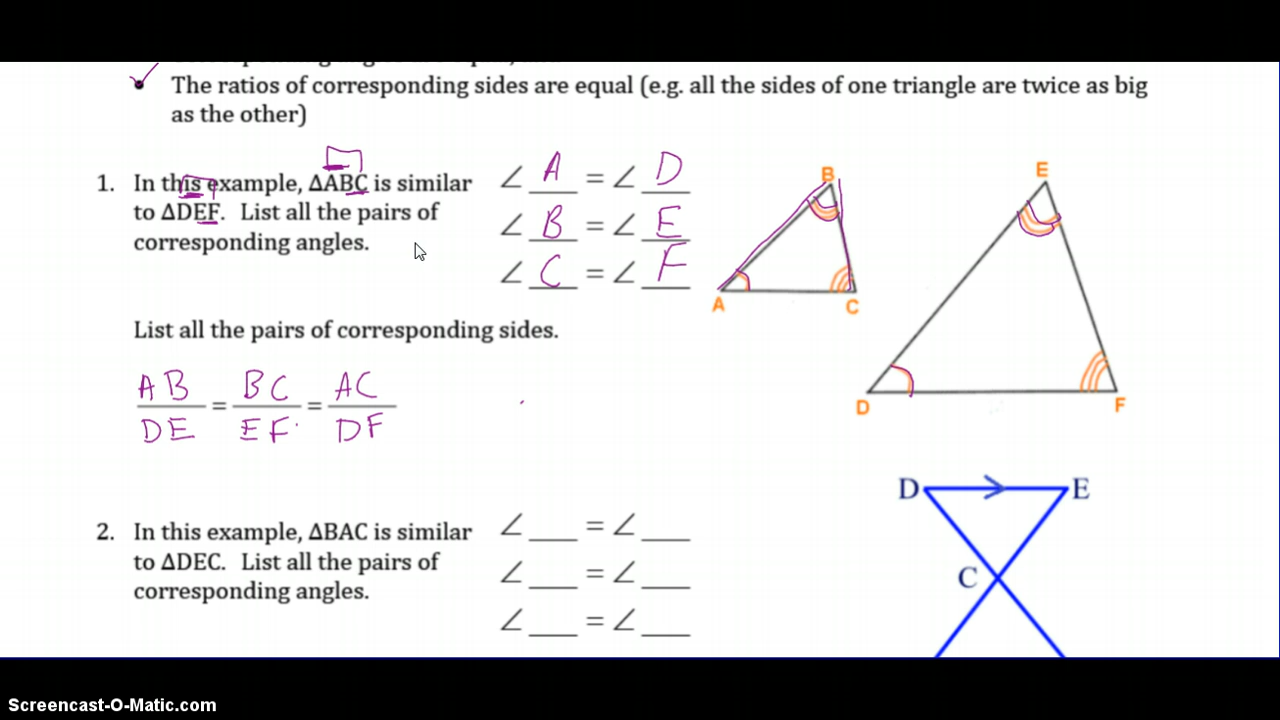 The ratios of corresponding sides are equal (e.g. all the sides of one triangle are twice as big
as the other)
1. In this example, ΔABC is similar
to ΔDEF. List all the pairs of
corresponding angles.
∠ A = ∠ D
∠ B = ∠ E
∠ C = ∠ F
B
A
C
E
D
F
List all the pairs of corresponding sides.
AB = BC = AC
DE EF DF
2. In this example, ΔBAC is similar
to ΔDEC. List all the pairs of
corresponding angles.
∠ ___ = ∠ ___
∠ ___ = ∠ ___
∠ ___ = ∠ ___
D E
C
Screencast-O-Matic.com